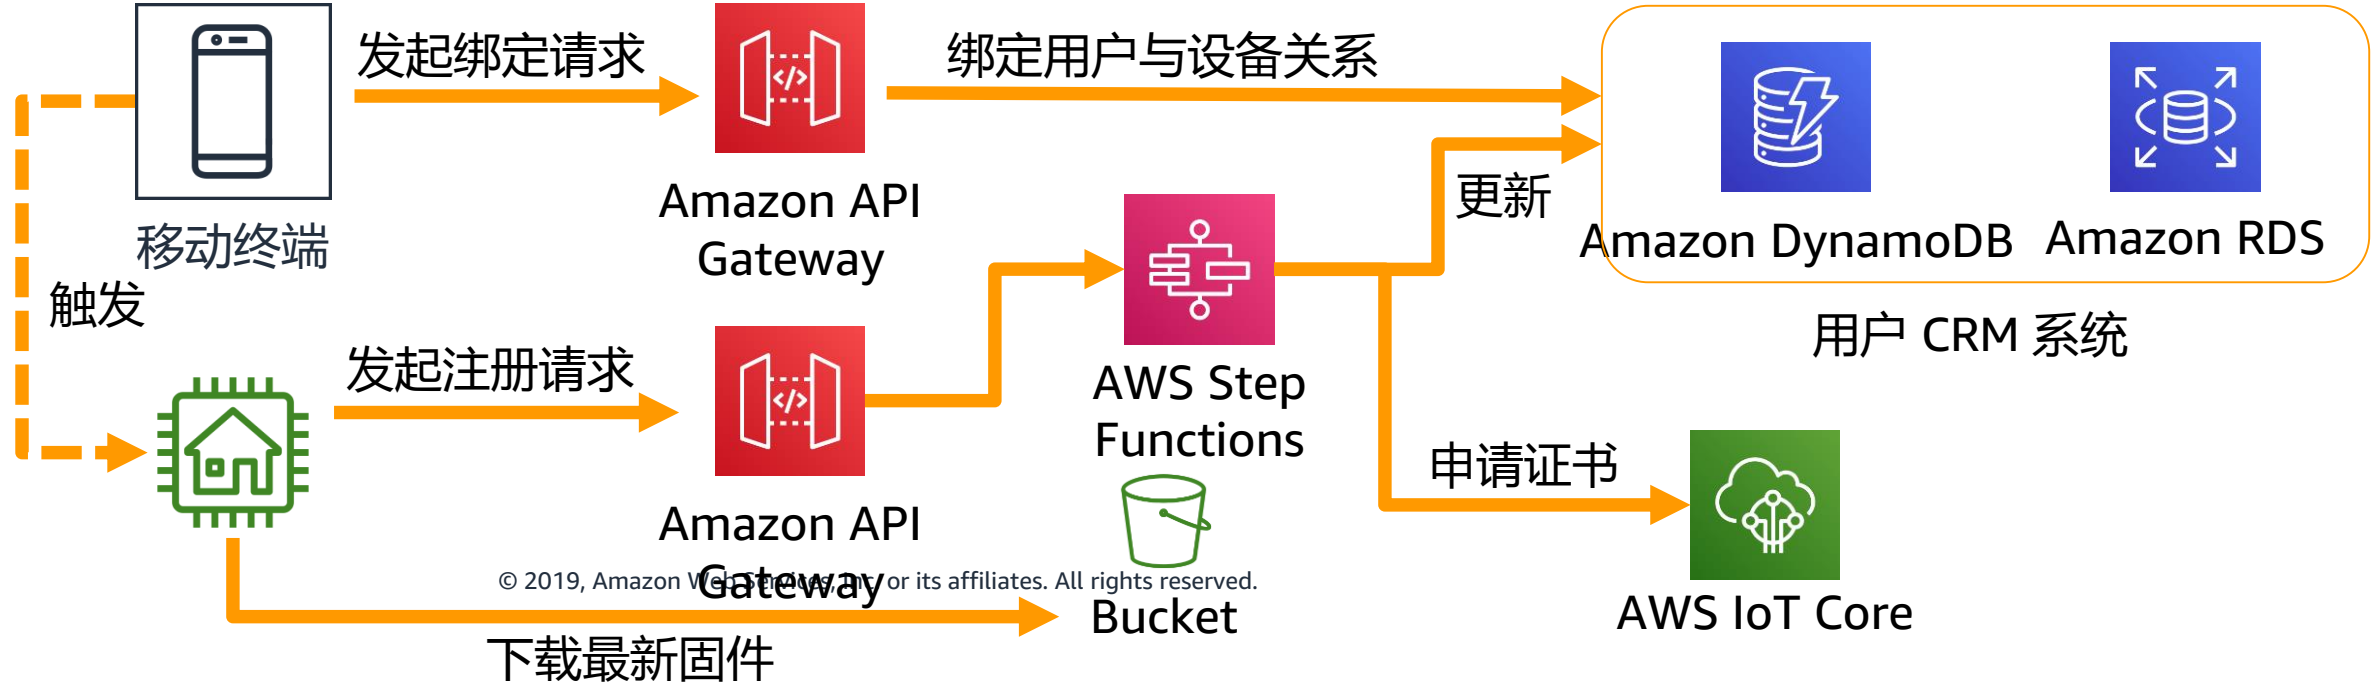 发起绑定请求
绑定用户与设备关系
移动终端
Amazon API
Gateway
更新
Amazon DynamoDB
Amazon RDS
用户 CRM 系统
触发
发起注册请求
AWS Step
Functions
申请证书
Amazon API
Gateway
© 2019, Amazon Web Services, Inc. or its affiliates. All rights reserved.
Bucket
AWS IoT Core
下载最新固件